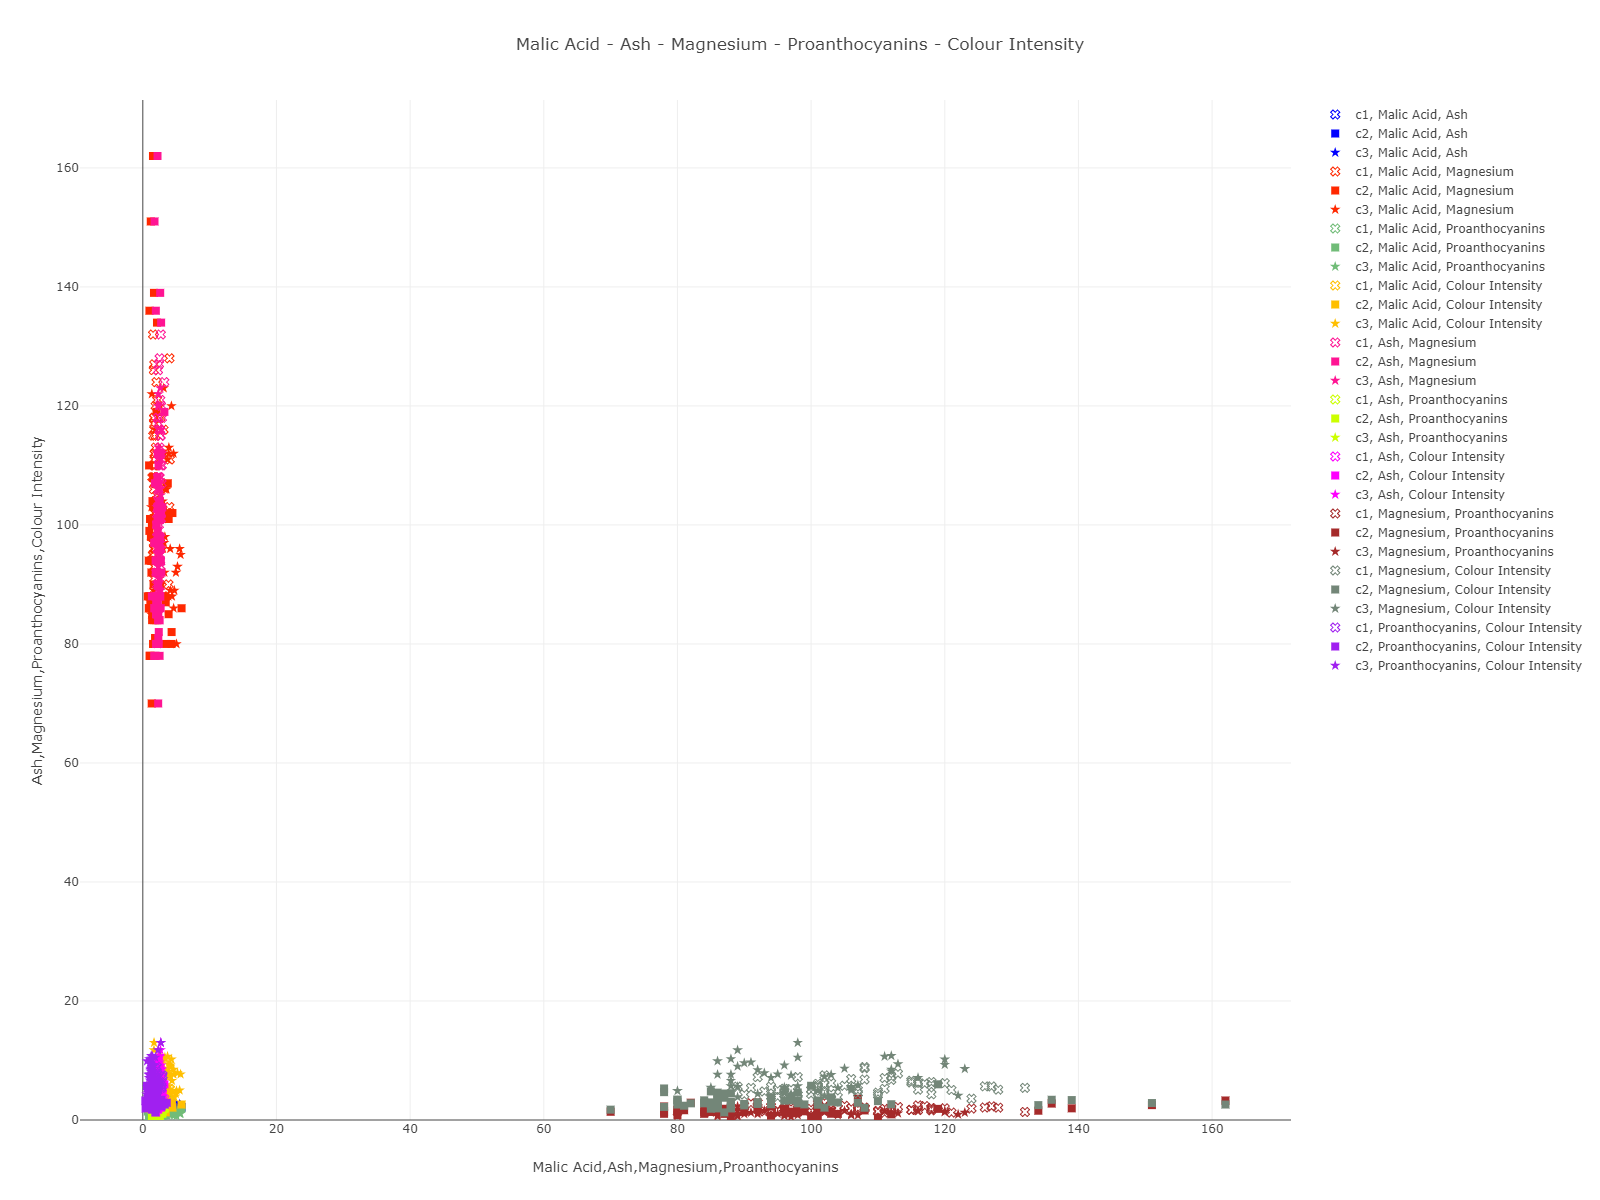 Malic Acid - Ash - Magnesium - Proanthocyanins - Colour Intensity
160
140
120
100
80
60
40
20
0
Ash,Magnesium,Proanthocyanins,Colour Intensity
0 20 40 60 80 100 120 140 160
Malic Acid,Ash,Magnesium,Proanthocyanins
c1, Malic Acid, Ash
c2, Malic Acid, Ash
c3, Malic Acid, Ash
c1, Malic Acid, Magnesium
c2, Malic Acid, Magnesium
c3, Malic Acid, Magnesium
c1, Malic Acid, Proanthocyanins
c2, Malic Acid, Proanthocyanins
c3, Malic Acid, Proanthocyanins
c1, Malic Acid, Colour Intensity
c2, Malic Acid, Colour Intensity
c3, Malic Acid, Colour Intensity
c1, Ash, Magnesium
c2, Ash, Magnesium
c3, Ash, Magnesium
c1, Ash, Proanthocyanins
c2, Ash, Proanthocyanins
c3, Ash, Proanthocyanins
c1, Ash, Colour Intensity
c2, Ash, Colour Intensity
c3, Ash, Colour Intensity
c1, Magnesium, Proanthocyanins
c2, Magnesium, Proanthocyanins
c3, Magnesium, Proanthocyanins
c1, Magnesium, Colour Intensity
c2, Magnesium, Colour Intensity
c3, Magnesium, Colour Intensity
c1, Proanthocyanins, Colour Intensity
c2, Proanthocyanins, Colour Intensity
c3, Proanthocyanins, Colour Intensity